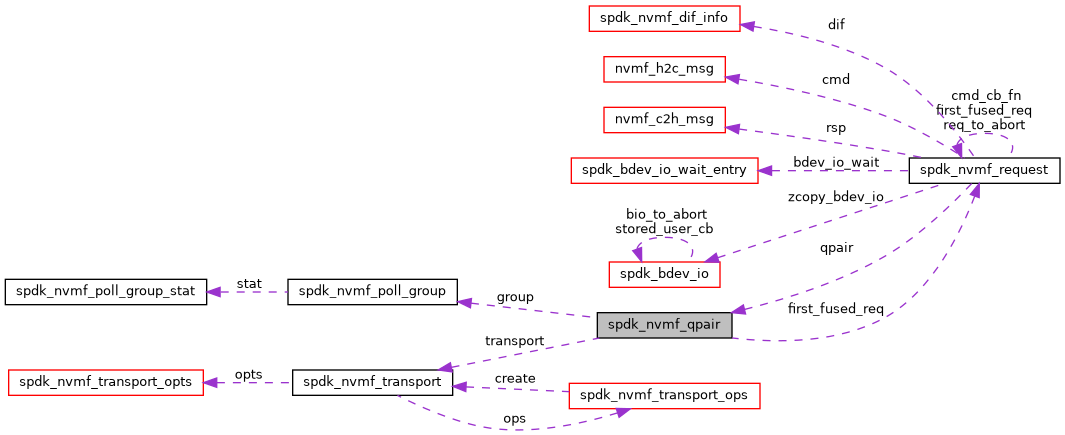 spdk_nvmf_dif_info
dif
nvmf_h2c_msg
cmd
cmd_cb_fn
first_fused_req
req_to_abort
nvmf_c2h_msg
rsp
spdk_bdev_io_wait_entry
bdev_io_wait
spdk_nvmf_request
zcopy_bdev_io
bio_to_abort
stored_user_cb
qpair
spdk_bdev_io
spdk_nvmf_poll_group_stat
stat
spdk_nvmf_poll_group
group
first_fused_req
spdk_nvmf_qpair
transport
spdk_nvmf_transport_opts
opts
spdk_nvmf_transport
create
spdk_nvmf_transport_ops
ops